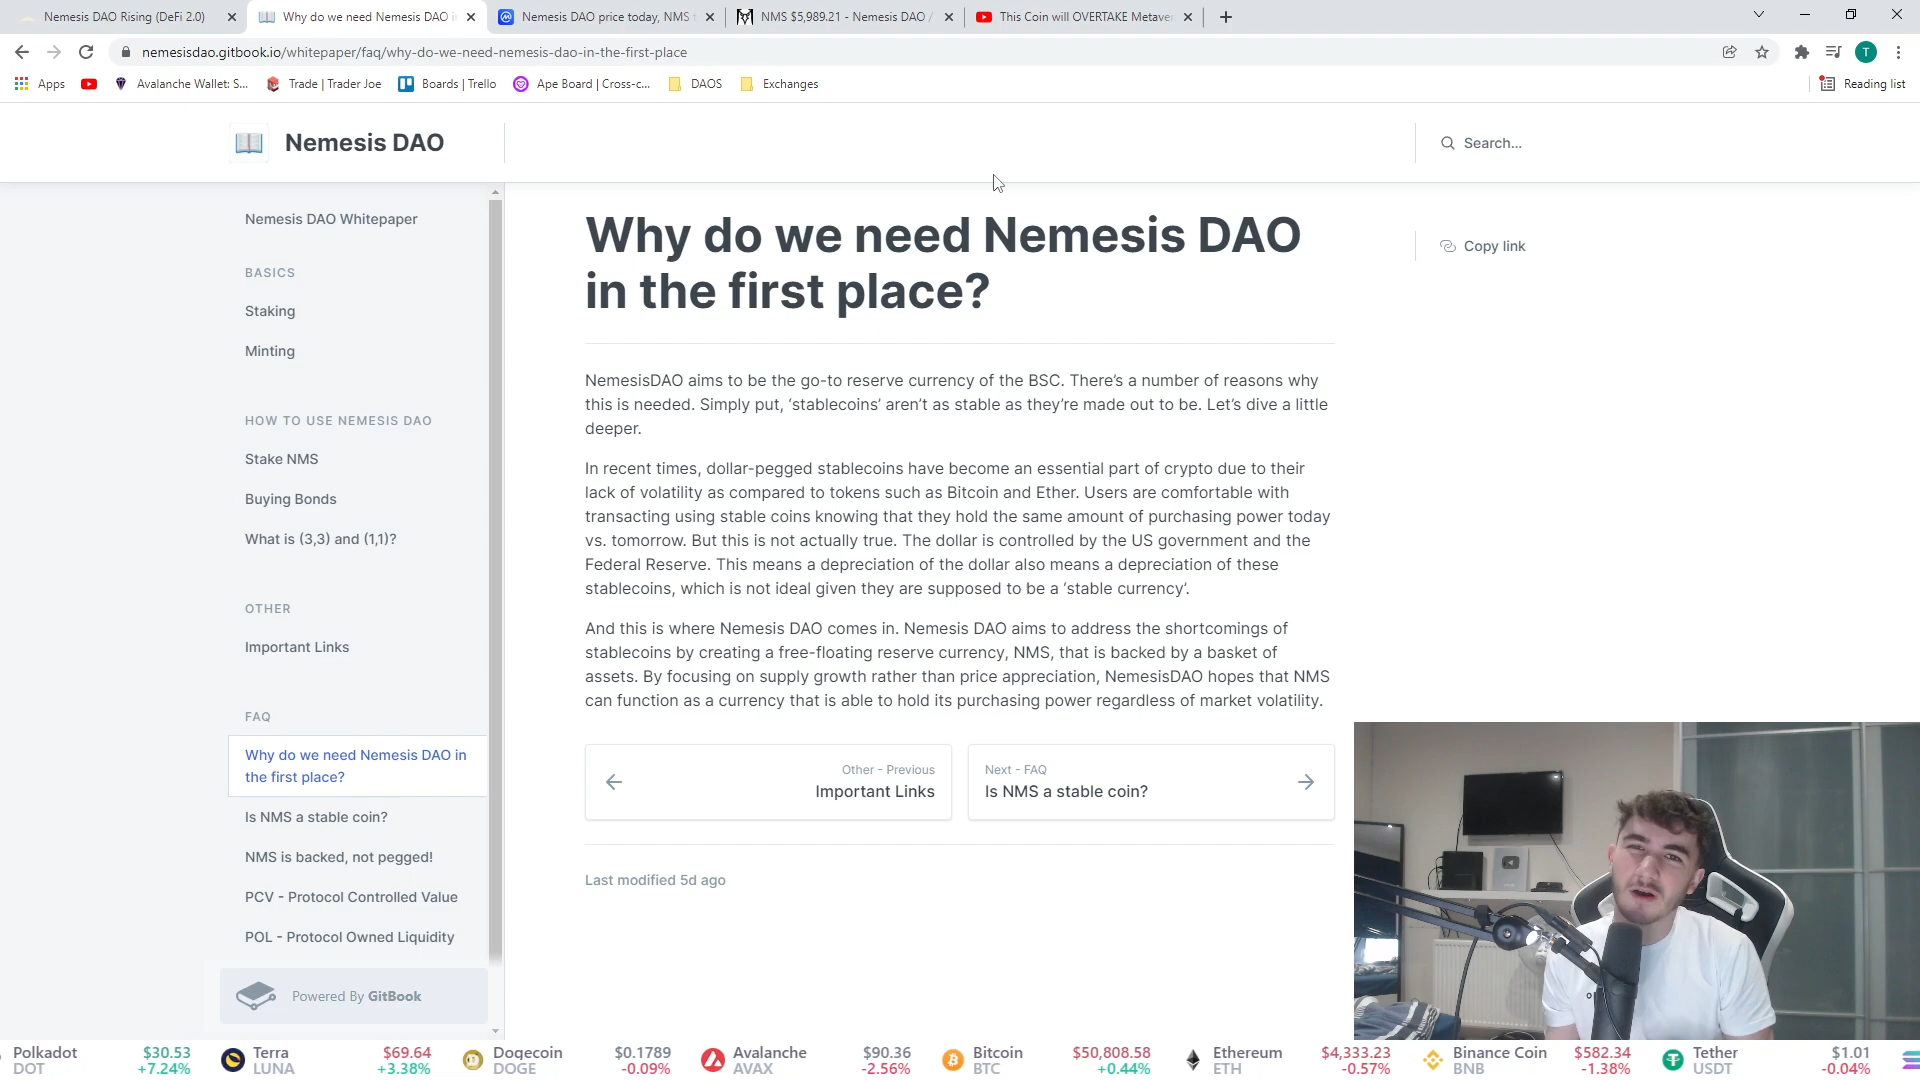 Nemesis DAO Rising (DeFi 2.0)
Why do we need Nemesis DAO i
Nemesis DAO price today, NMS
NMS $5,989.21 - Nemesis DAO /
This Coin will OVERTAKE Metaver
nemesisdao.gitbook.io/whitepaper/faq/why-do-we-need-nemesis-dao-in-the-first-place
T
Apps
Avalanche Wallet: S...
Trade | Trader Joe
Boards | Trello
Ape Board | Cross-c...
DAOS
Exchanges
Reading list
Nemesis DAO
Search...
Nemesis DAO Whitepaper
BASICS
Staking
Minting
HOW TO USE NEMESIS DAO
Stake NMS
Buying Bonds
What is (3,3) and (1,1)?
OTHER
Important Links
FAQ
Why do we need Nemesis DAO in
the first place?
Is NMS a stable coin?
NMS is backed, not pegged!
PCV - Protocol Controlled Value
POL - Protocol Owned Liquidity
Powered By GitBook
Why do we need Nemesis DAO
in the first place?
Copy link
NemesisDAO aims to be the go-to reserve currency of the BSC. There's a number of reasons why
this is needed. Simply put, ‘stablecoins’ aren’t as stable as they’re made out to be. Let’s dive a little
deeper.
In recent times, dollar-pegged stablecoins have become an essential part of crypto due to their
lack of volatility as compared to tokens such as Bitcoin and Ether. Users are comfortable with
transacting using stable coins knowing that they hold the same amount of purchasing power today
vs. tomorrow. But this is not actually true. The dollar is controlled by the US government and the
Federal Reserve. This means a depreciation of the dollar also means a depreciation of these
stablecoins, which is not ideal given they are supposed to be a ‘stable currency’.
And this is where Nemesis DAO comes in. Nemesis DAO aims to address the shortcomings of
stablecoins by creating a free-floating reserve currency, NMS, that is backed by a basket of
assets. By focusing on supply growth rather than price appreciation, NemesisDAO hopes that NMS
can function as a currency that is able to hold its purchasing power regardless of market volatility.
Other - Previous
Important Links
Next - FAQ
Is NMS a stable coin?
Last modified 5d ago
Polkadot $30.53 Terra $69.64 Dogecoin $0.1789 Avalanche $90.36 Bitcoin $50,808.58 Ethereum $4,333.23 Binance Coin $582.34 Tether $1.01
DOT +7.24% LUNA +3.38% DOGE -0.09% AVAX -2.56% BTC +0.44% ETH -0.57% BNB -1.38% USDT -0.04%